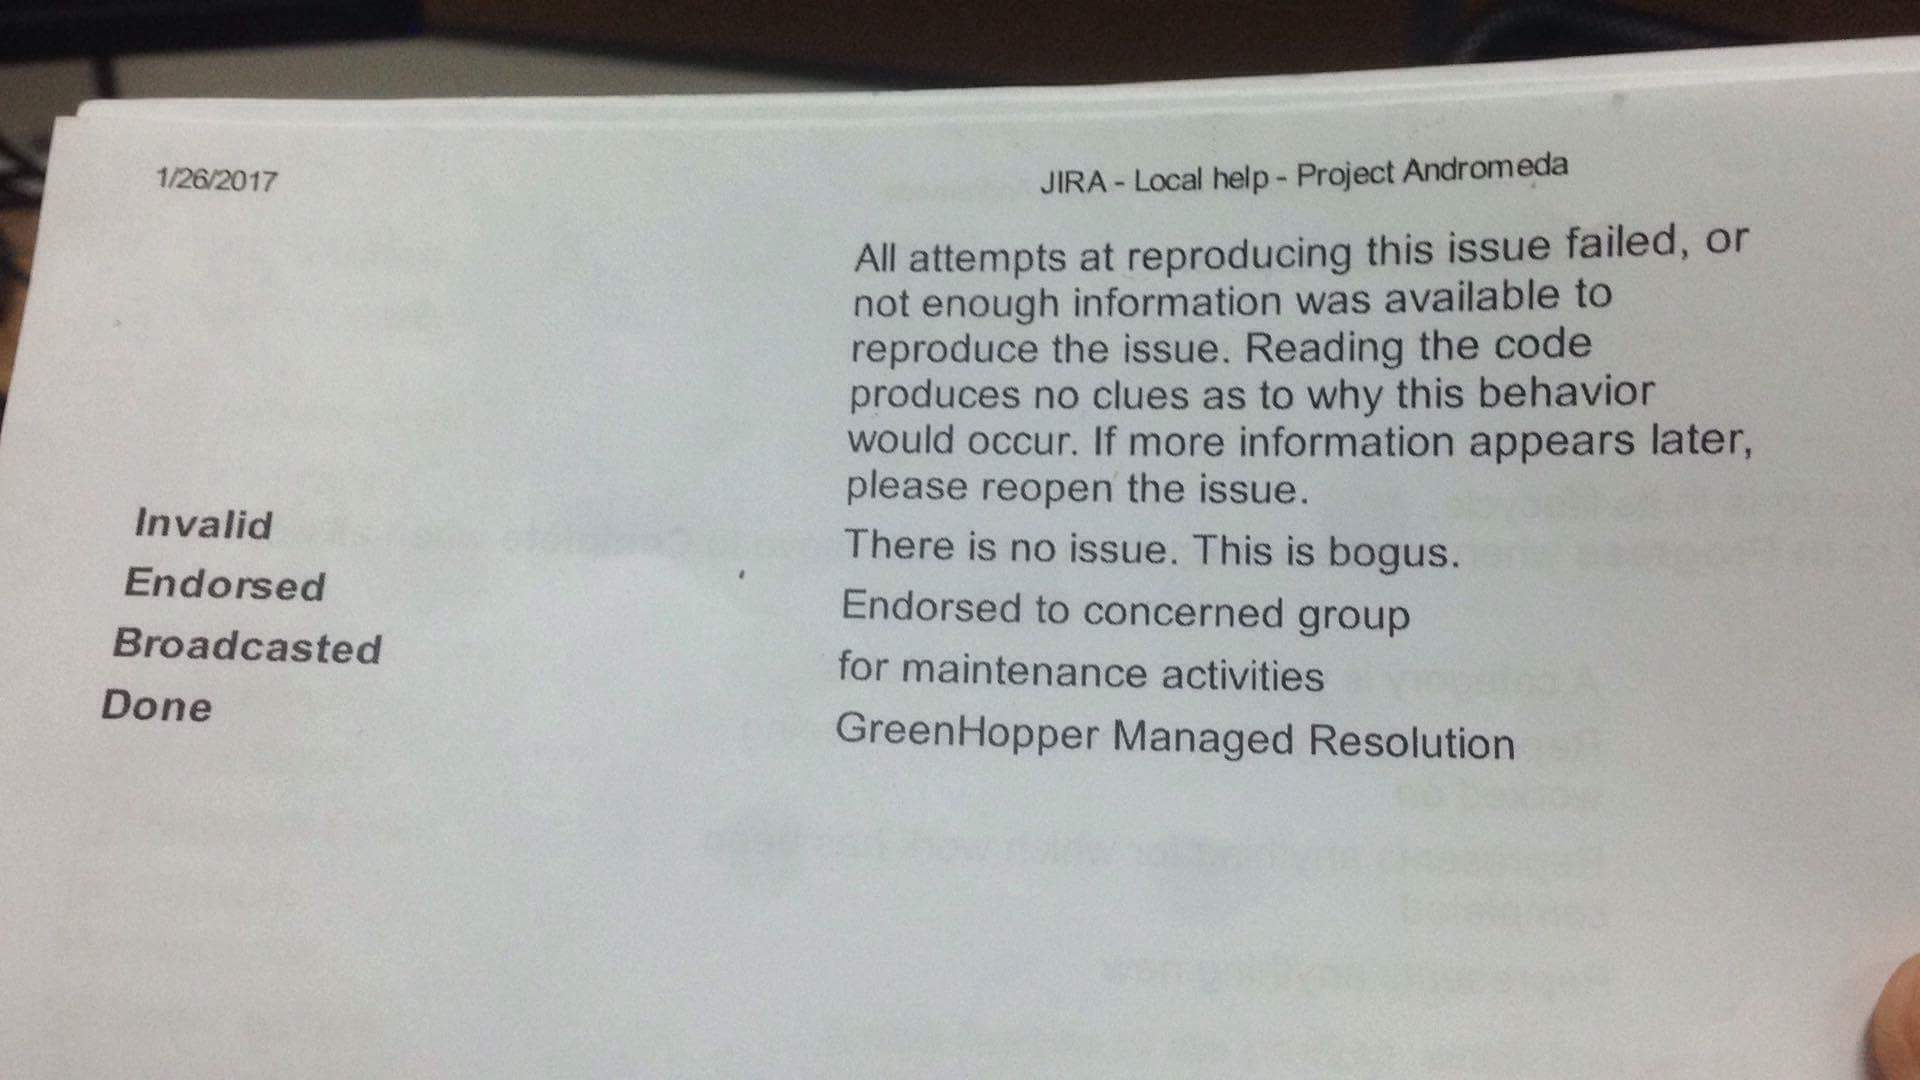 1/26/2017
JIRA - Local help - Project Andromeda
All attempts at reproducing this issue failed, or
not enough information was available to
reproduce the issue. Reading the code
produces no clues as to why this behavior
would occur. If more information appears later,
please reopen the issue.
Invalid
There is no issue. This is bogus.
Endorsed
Endorsed to concerned group
Broadcasted
for maintenance activities
Done
GreenHopper Managed Resolution